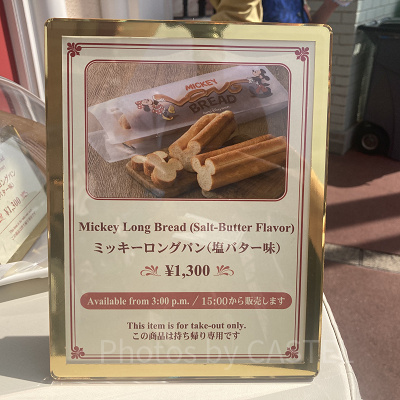 MICKEY
BREAD
Mickey Long Bread (Salt-Butter Flavor)
ミッキーロングパン(塩バター味)
¥1,300
Available from 3:00 p.m. / 15:00から販売します
This item is for take-out only.
この商品は持ち帰り専用です
Photos by CASTEL